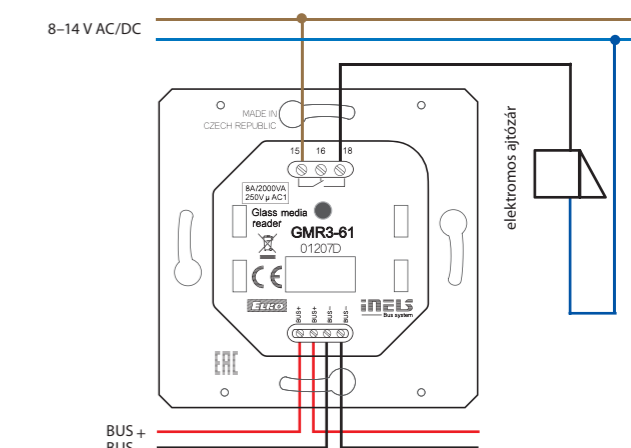 8–14 V AC/DC
MADE IN
CZECH REPUBLIC
15 16 18
elektromos ajtózár
8A/2000VA
250V µ AC1
Glass media
reader
GMR3-61
01207D
CE
ELKO
iNELS
Bus system
BUS+ BUS+ BUS− BUS−
EAC
BUS +
BUS